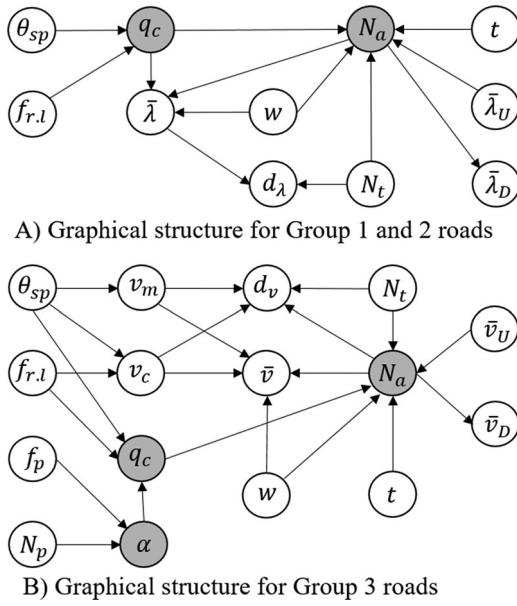 θ_sp q_c N_a t
f_r.l λ̄ w λ̄_U
d_λ N_t λ̄_D
A) Graphical structure for Group 1 and 2 roads
θ_sp v_m d_v N_t
v̄_U
f_r.l v_c v̄ N_a
v̄_D
f_p q_c
w t
N_p α
B) Graphical structure for Group 3 roads